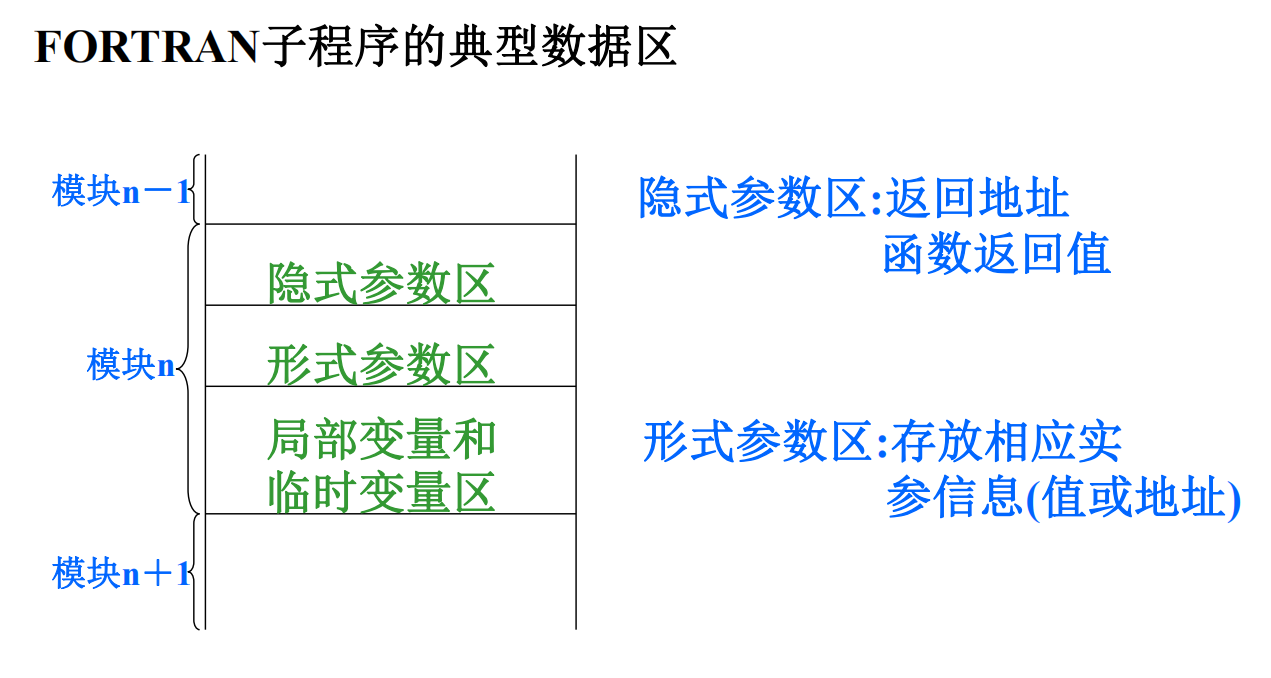 FORTRAN子程序的典型数据区
模块n－1
隐式参数区:返回地址
函数返回值
隐式参数区
模块n
形式参数区
局部变量和
临时变量区
形式参数区:存放相应实
参信息(值或地址)
模块n＋1